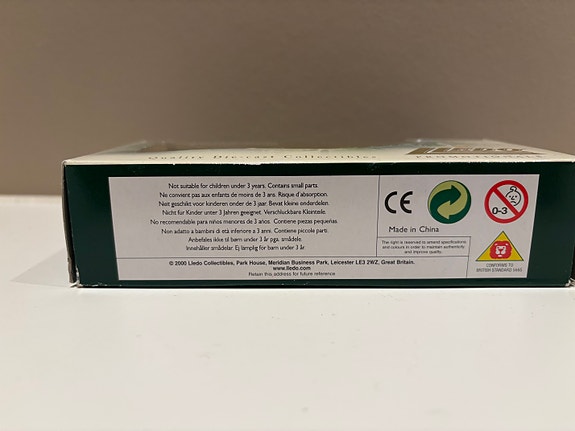 Quality Die-cast Collectibles
PROMOTIONALS
Not suitable for children under 3 years. Contains small parts.
Ne convient pas aux enfants de moins de 3 ans. Risque d'absorption.
Niet geschikt voor kinderen onder de 3 jaar. Bevat kleine onderdelen.
Nicht für Kinder unter 3 Jahren geeignet. Verschluckbare Kleinteile.
No recomendable para niños menores de 3 años. Contiene piezas pequeñas.
Non adatto a bambini di età inferiore a 3 anni. Contiene piccole parti.
Anbefales ikke til børn under 3 år pga. smådele.
Innehåller smådelar. Ej lämplig för barn under 3 år
CE
Made in China
The right is reserved to amend specifications
and colours in order to maintain authenticity
and improve quality.
0-3
CONFORMS TO
BRITISH STANDARD 5665
© 2000 Lledo Collectibles, Park House, Meridian Business Park, Leicester LE3 2WZ, Great Britain.
www.lledo.com
Retain this address for future reference